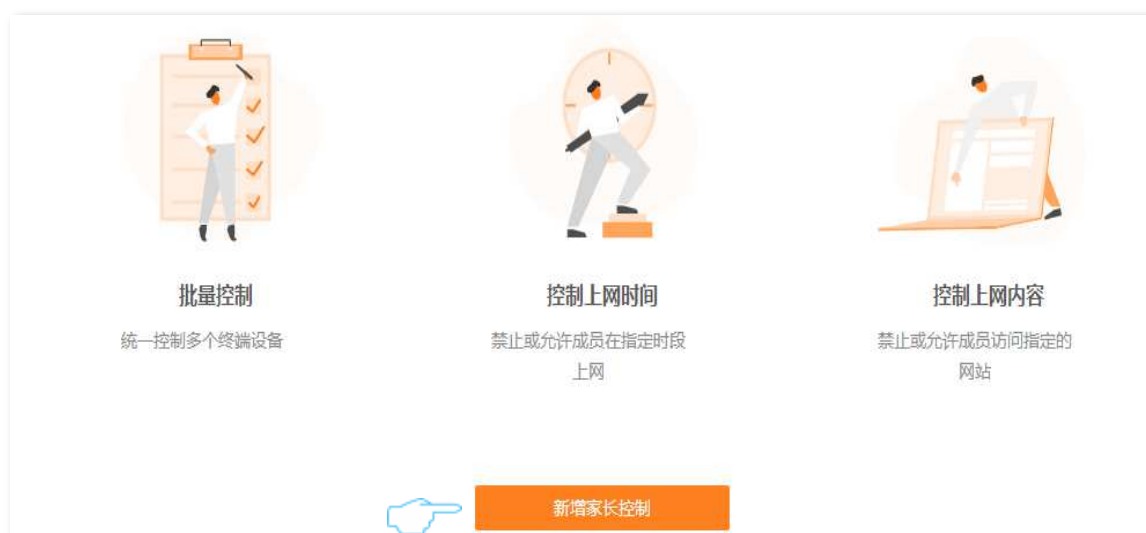 批量控制
统一控制多个终端设备
控制上网时间
禁止或允许成员在指定时段
上网
控制上网内容
禁止或允许成员访问指定的
网站
新增家长控制